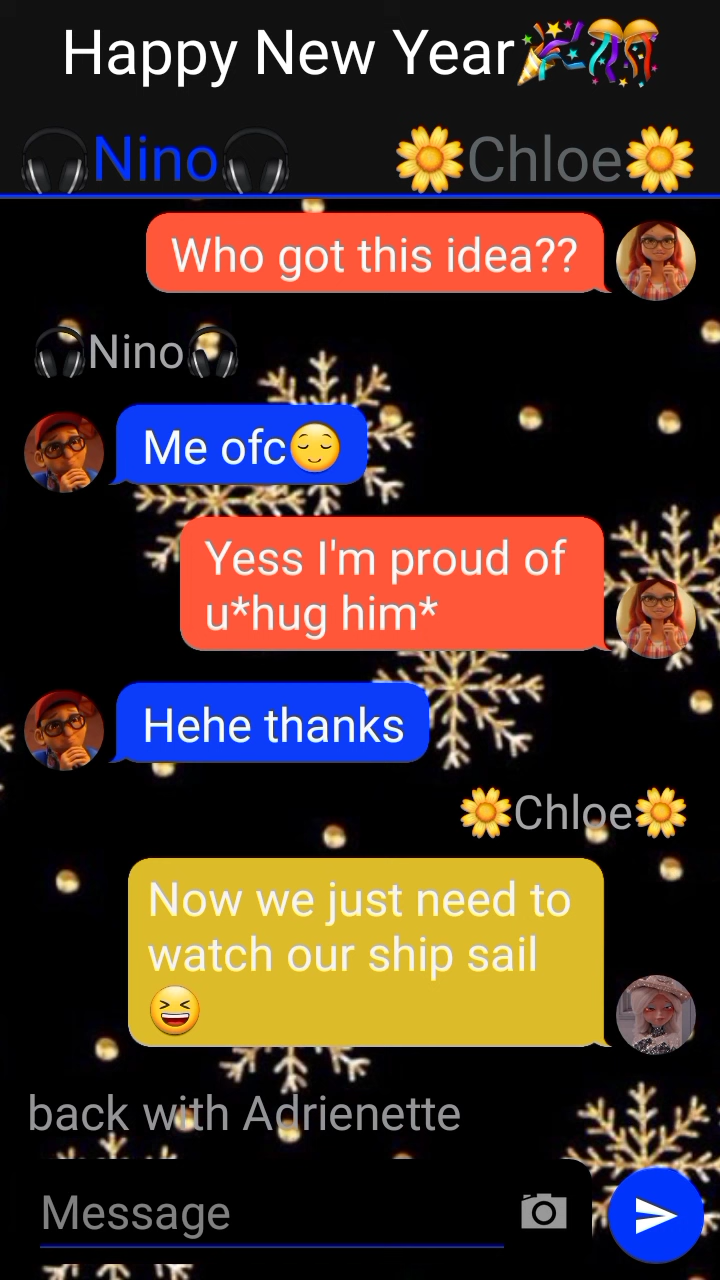 Happy New Year🎉🎊
🎧Nino🎧 🌼Chloe🌼
Who got this idea??
🎧Nino🎧
Me ofc😌
Yess I'm proud of
u*hug him*
Hehe thanks
🌼Chloe🌼
Now we just need to
watch our ship sail
😆
back with Adrienette
Message